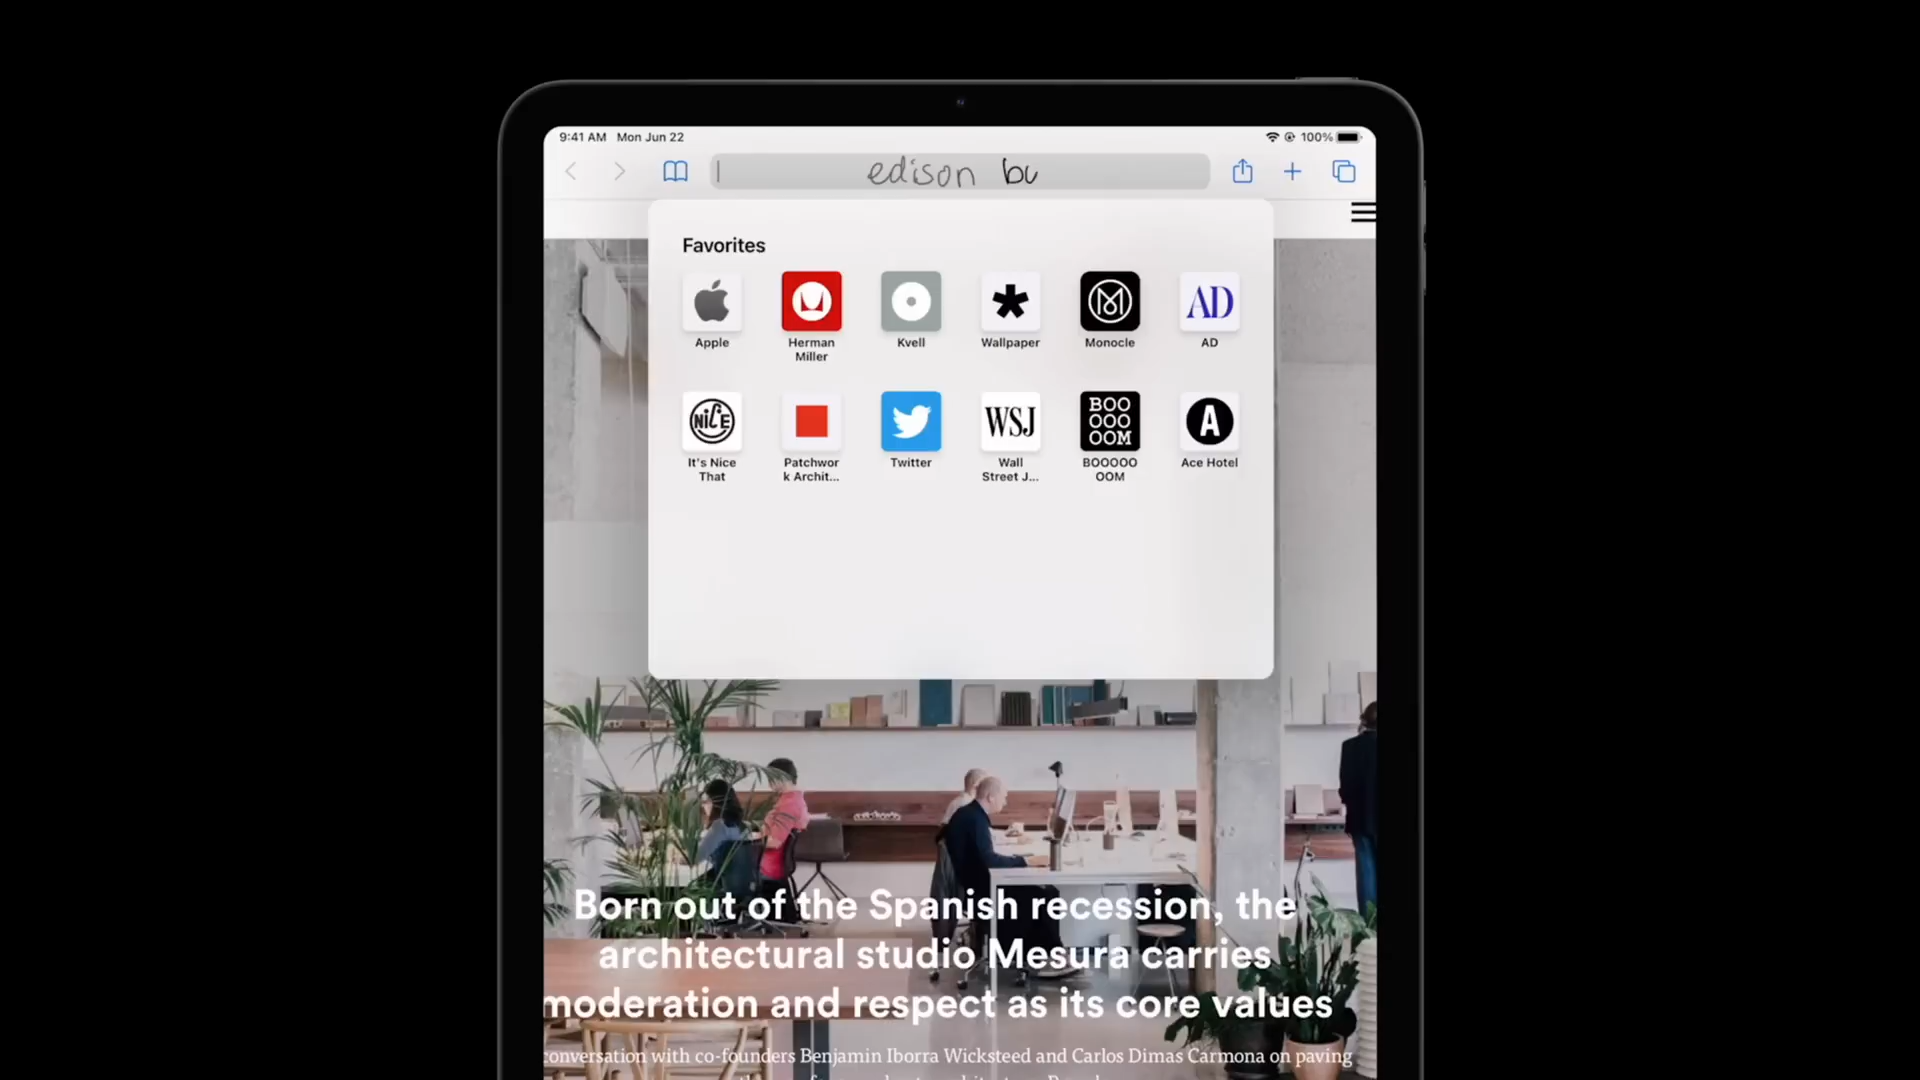 9:41 AM Mon Jun 22 100%
edison bu
Favorites
AD
Apple Herman Kvell Wallpaper Monocle AD
Miller
NICE WSJ BOO
OOO
OOM A
It's Nice Patchwor Twitter Wall BOOOOO Ace Hotel
That k Archit... Street J... OOM
Born out of the Spanish recession, the
architectural studio Mesura carries
moderation and respect as its core values
conversation with co-founders Benjamin Iborra Wicksteed and Carlos Dimas Carmona on paving